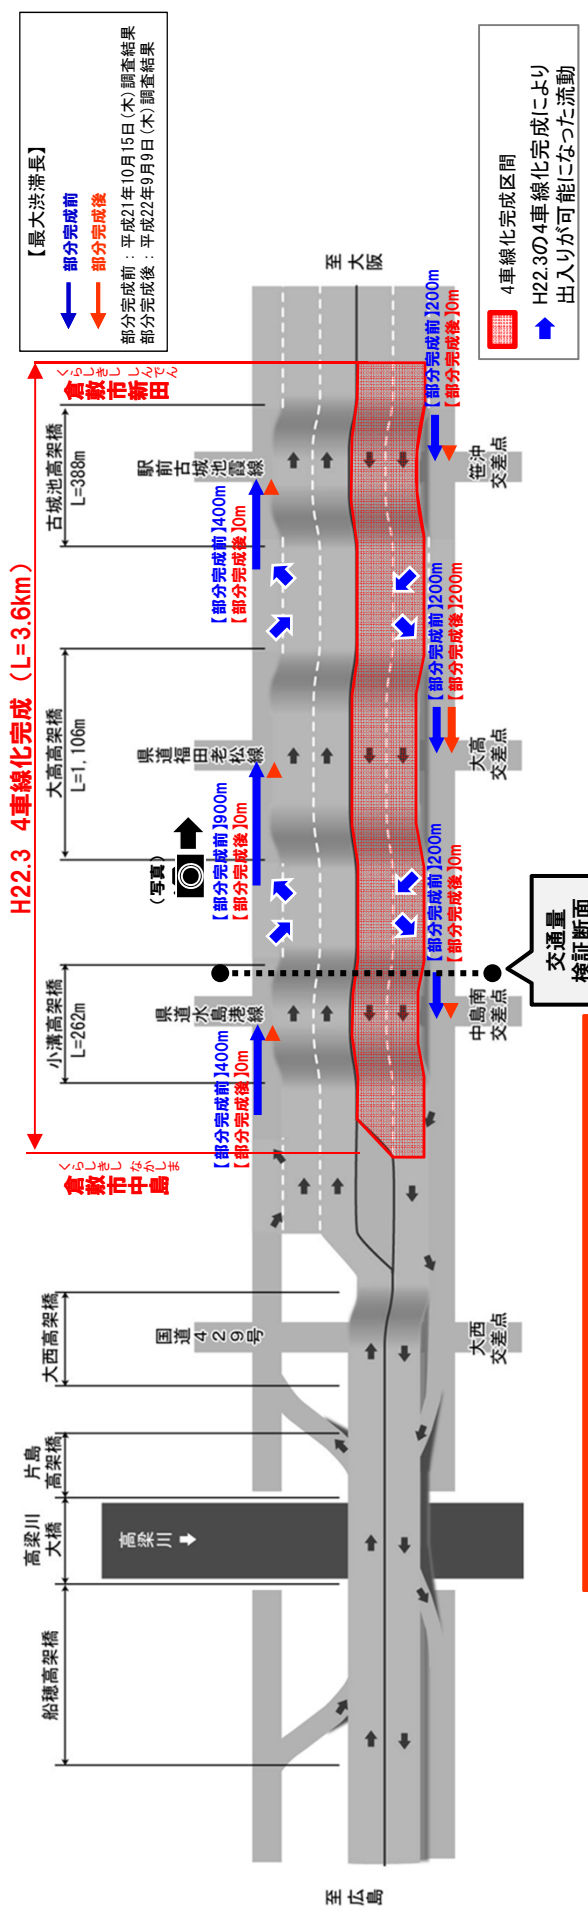 H22.3 4車線化完成（L=3.6km）
くらしきし なかしま
倉敷市中島
くらしきし しんでん
倉敷市新田
【最大渋滞長】
部分完成前
部分完成後
部分完成前：平成21年10月15日(木)調査結果
部分完成後：平成22年9月9日(木)調査結果
船穂高架橋
高梁川
大橋
片島
高架橋
大西高架橋
小溝高架橋
L=262m
大高高架橋
L=1,106m
古城池高架橋
L=388m
（写真）
高梁川
国道429号
県道水島港線
県道福田老松線
駅前古城池霞線
【部分完成前】400m
【部分完成後】0m
【部分完成前】900m
【部分完成後】0m
【部分完成前】400m
【部分完成後】0m
至広島
至大阪
【部分完成前】200m
【部分完成後】0m
【部分完成前】200m
【部分完成後】200m
【部分完成前】200m
【部分完成後】0m
大西
交差点
中島南
交差点
大高
交差点
笹沖
交差点
交通量
検証断面
4車線化完成区間
H22.3の4車線化完成により
出入りが可能になった流動